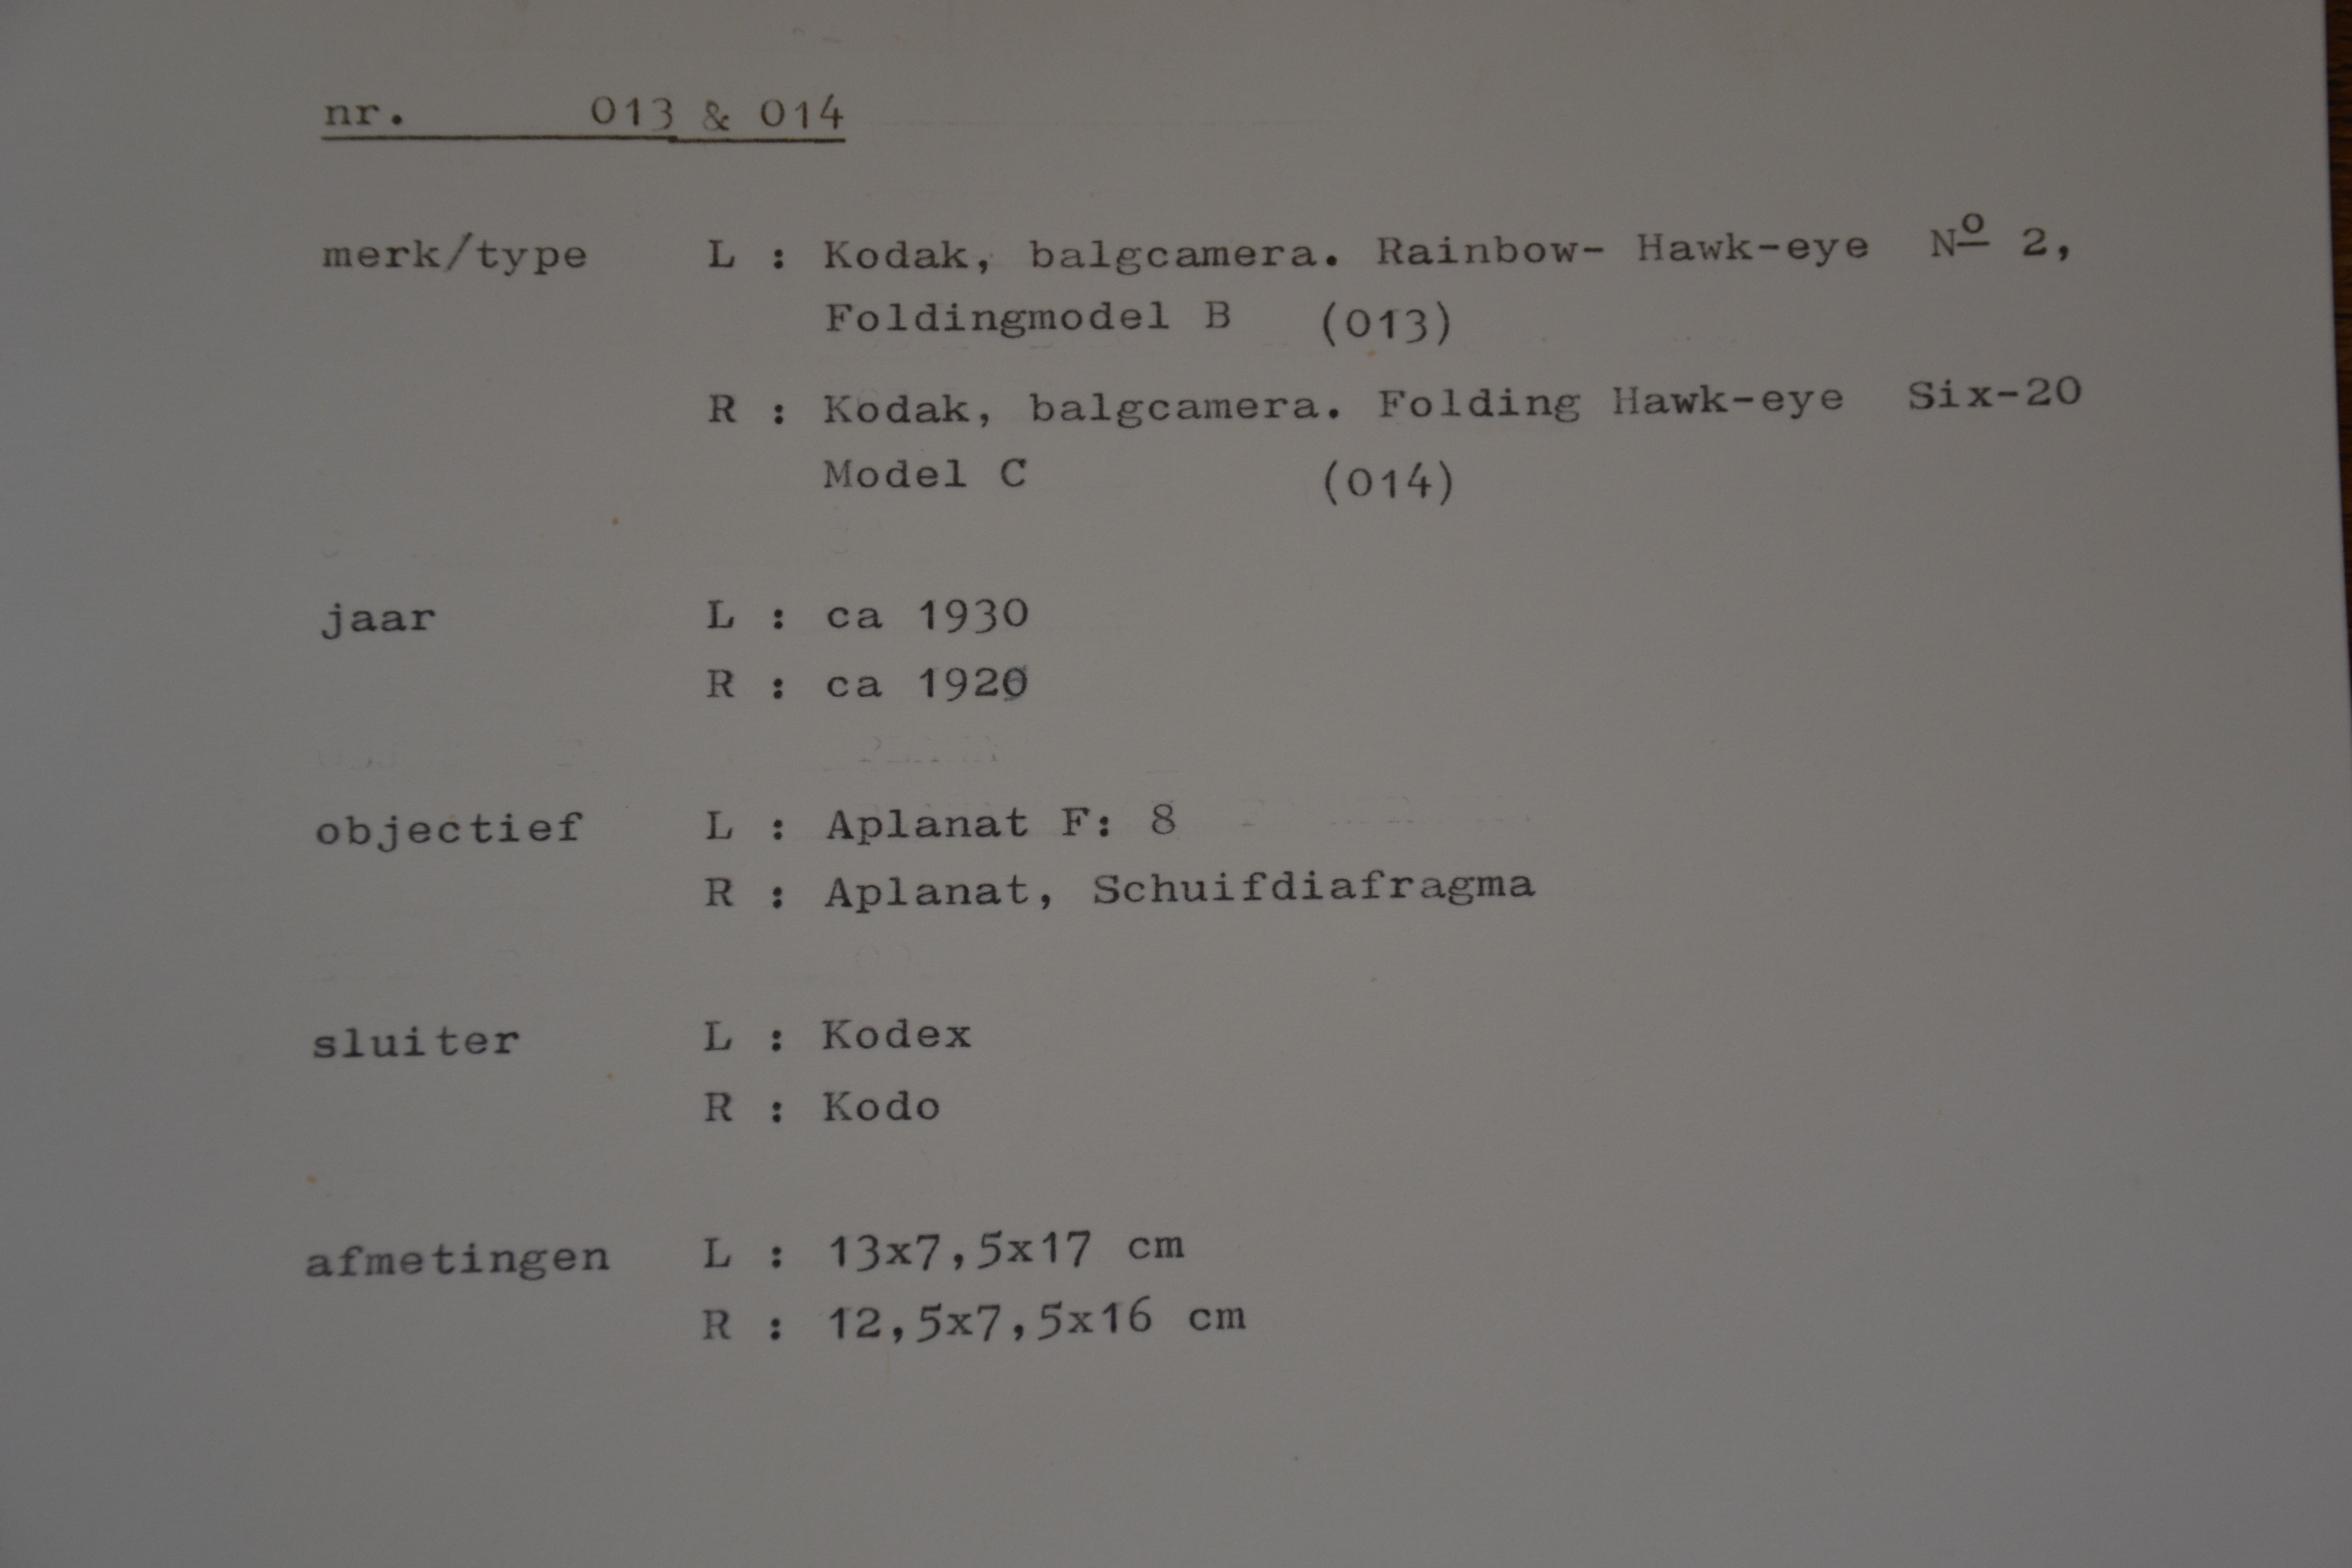 nr. 013 & 014
merk/type L : Kodak, balgcamera. Rainbow- Hawk-eye Nº 2,
Foldingmodel B (013)
R : Kodak, balgcamera. Folding Hawk-eye Six-20
Model C (014)
jaar L : ca 1930
R : ca 1920
objectief L : Aplanat F: 8
R : Aplanat, Schuifdiafragma
sluiter L : Kodex
R : Kodo
afmetingen L : 13x7,5x17 cm
R : 12,5x7,5x16 cm